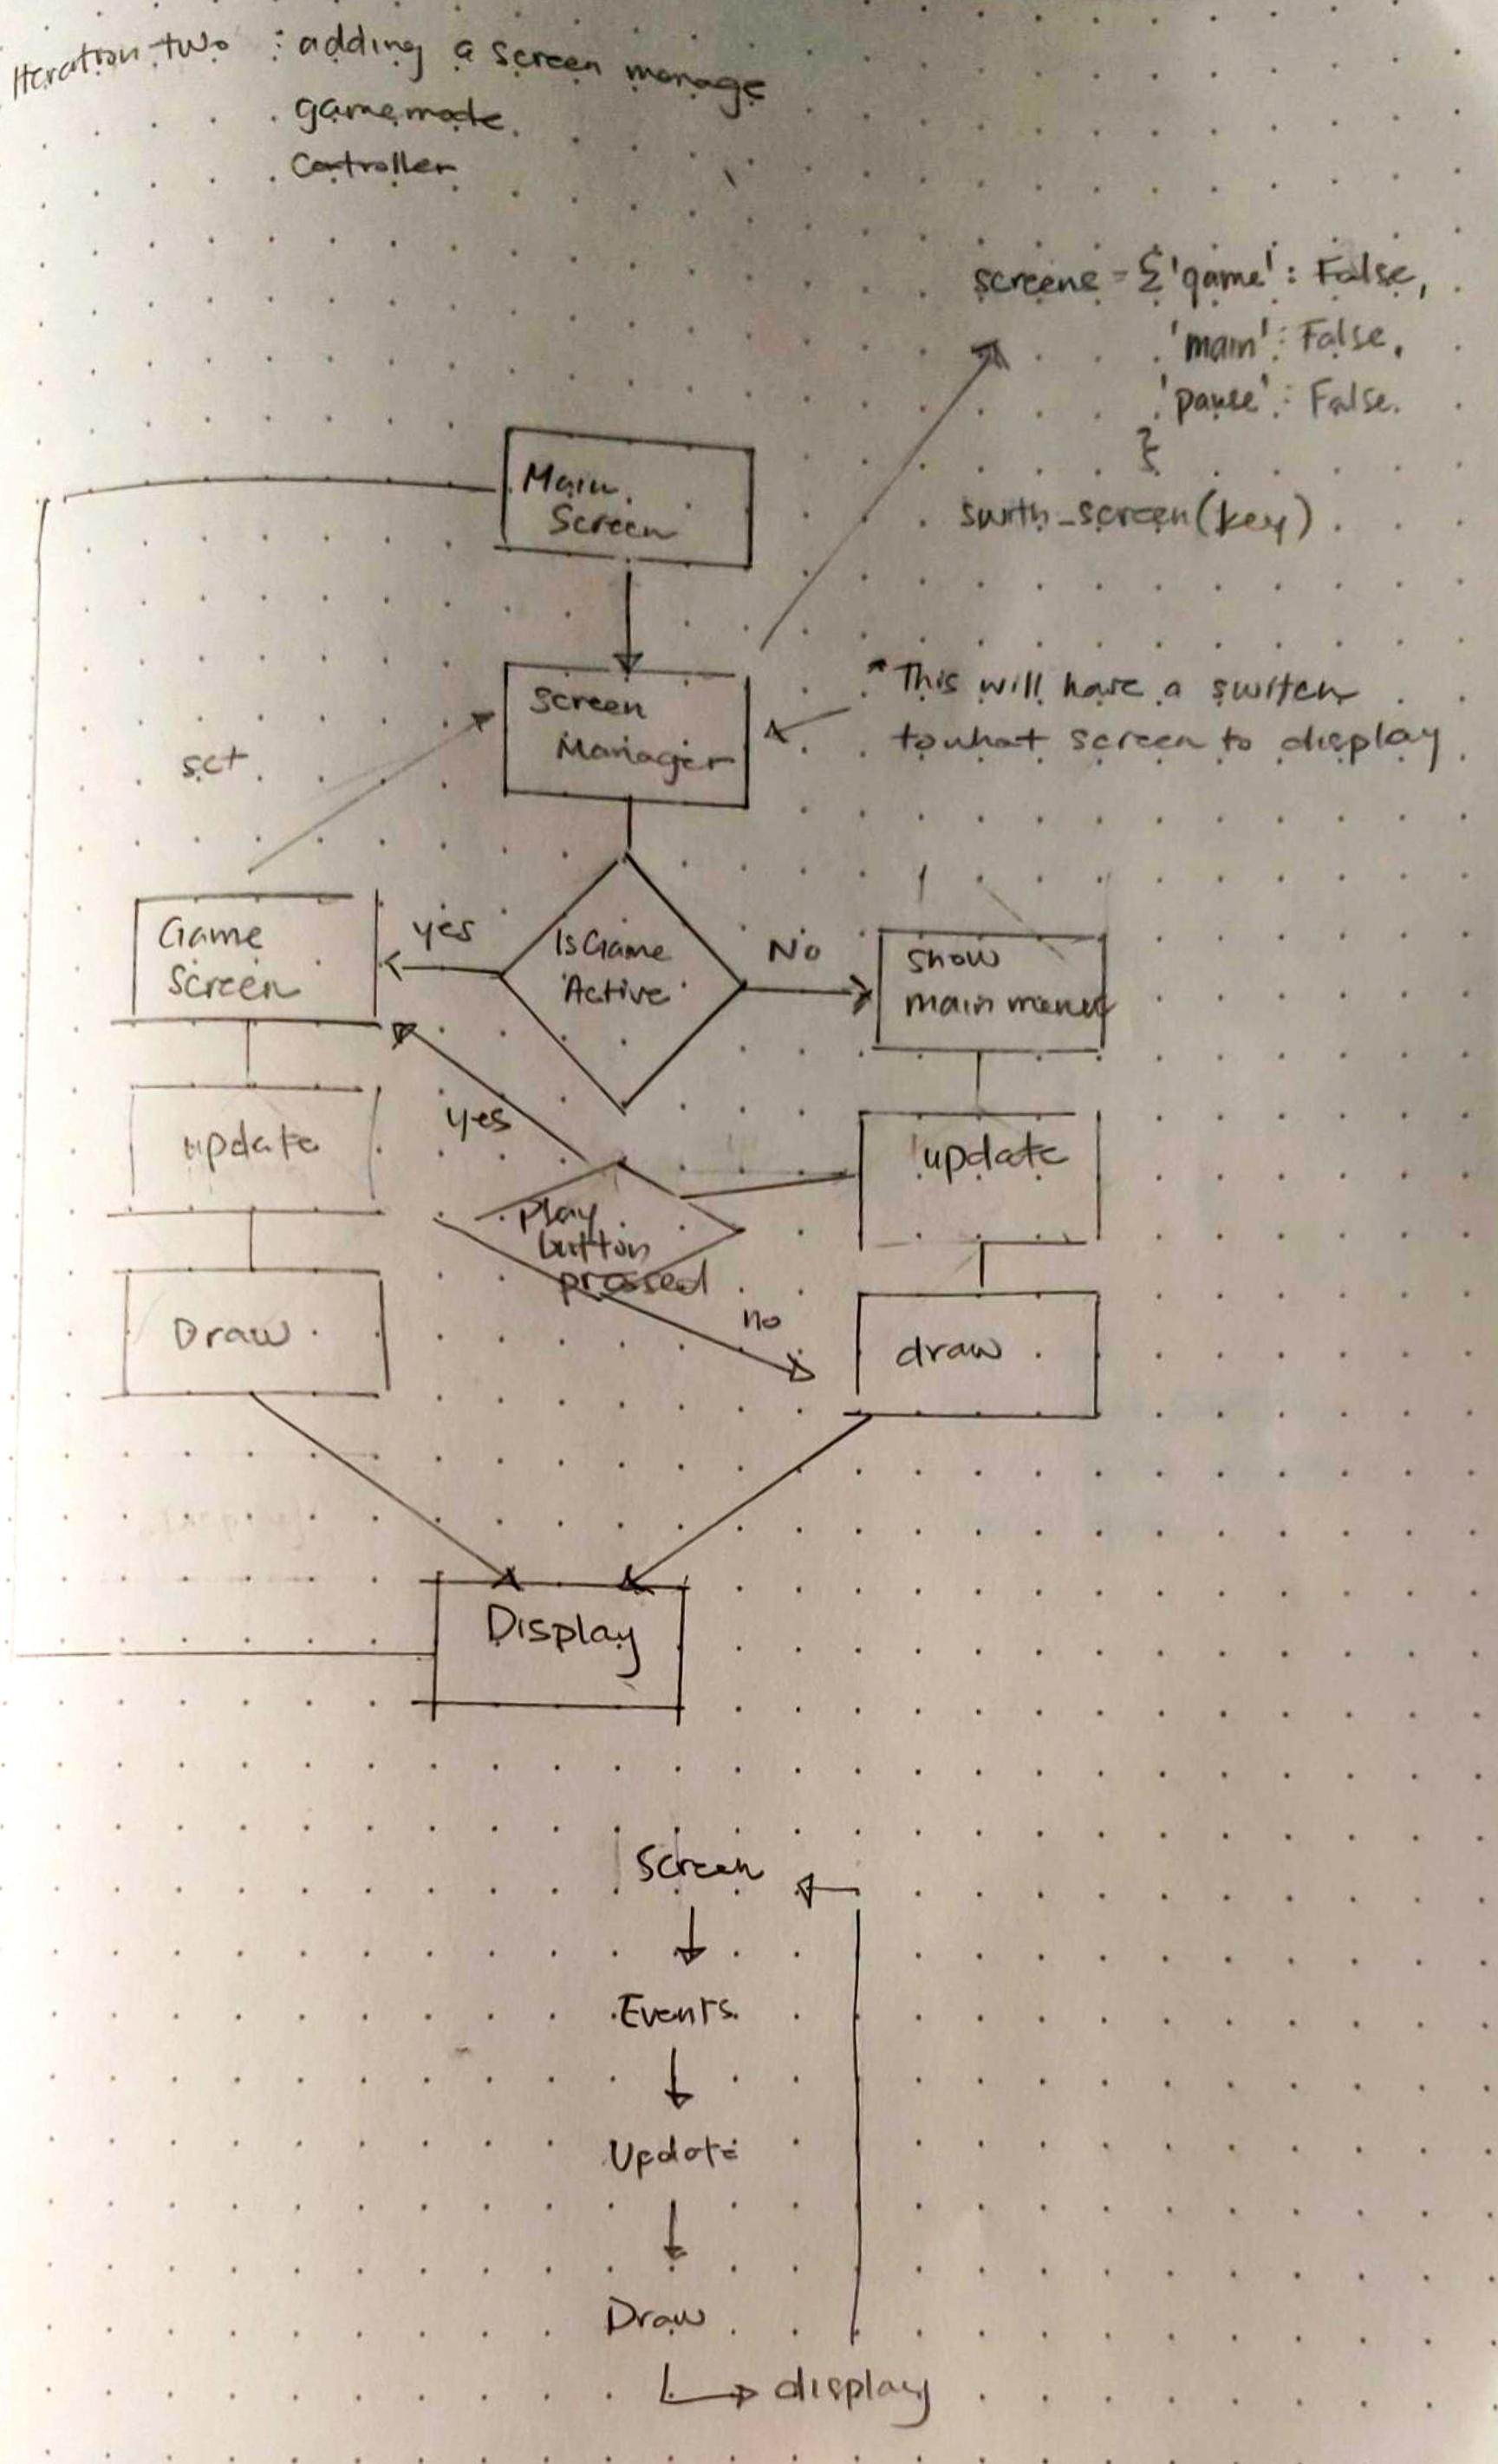 Iteration two : adding a screen manage
gamemode
Controller
screens = {'game': False,
'main': False,
'pause': False.
}
swith_screen(key)
Main
Screen
Screen
Manager
*This will have a switch
to what screen to display
set
Game
Screen
yes
Is Game
'Active'
No
show
main menu
update
yes
update
play
button
pressed
no
Draw
draw
Display
Screen
Events
Update
Draw
display